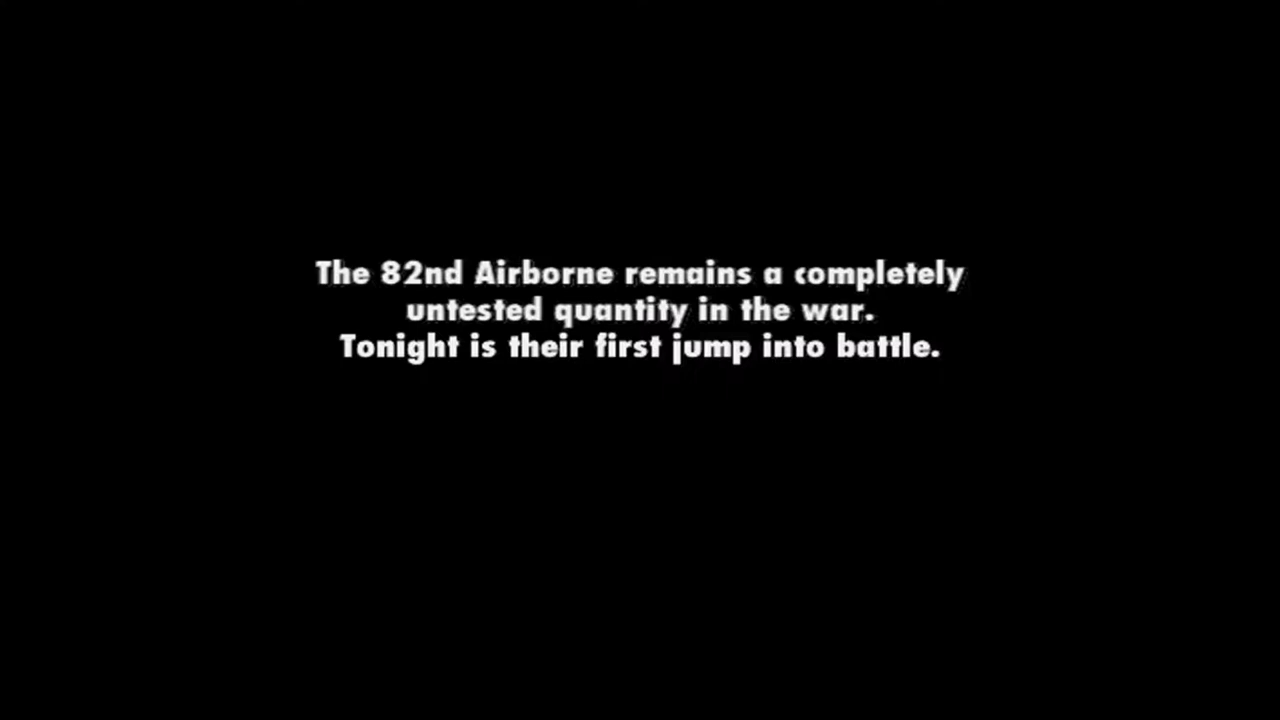 The 82nd Airborne remains a completely
untested quantity in the war.
Tonight is their first jump into battle.